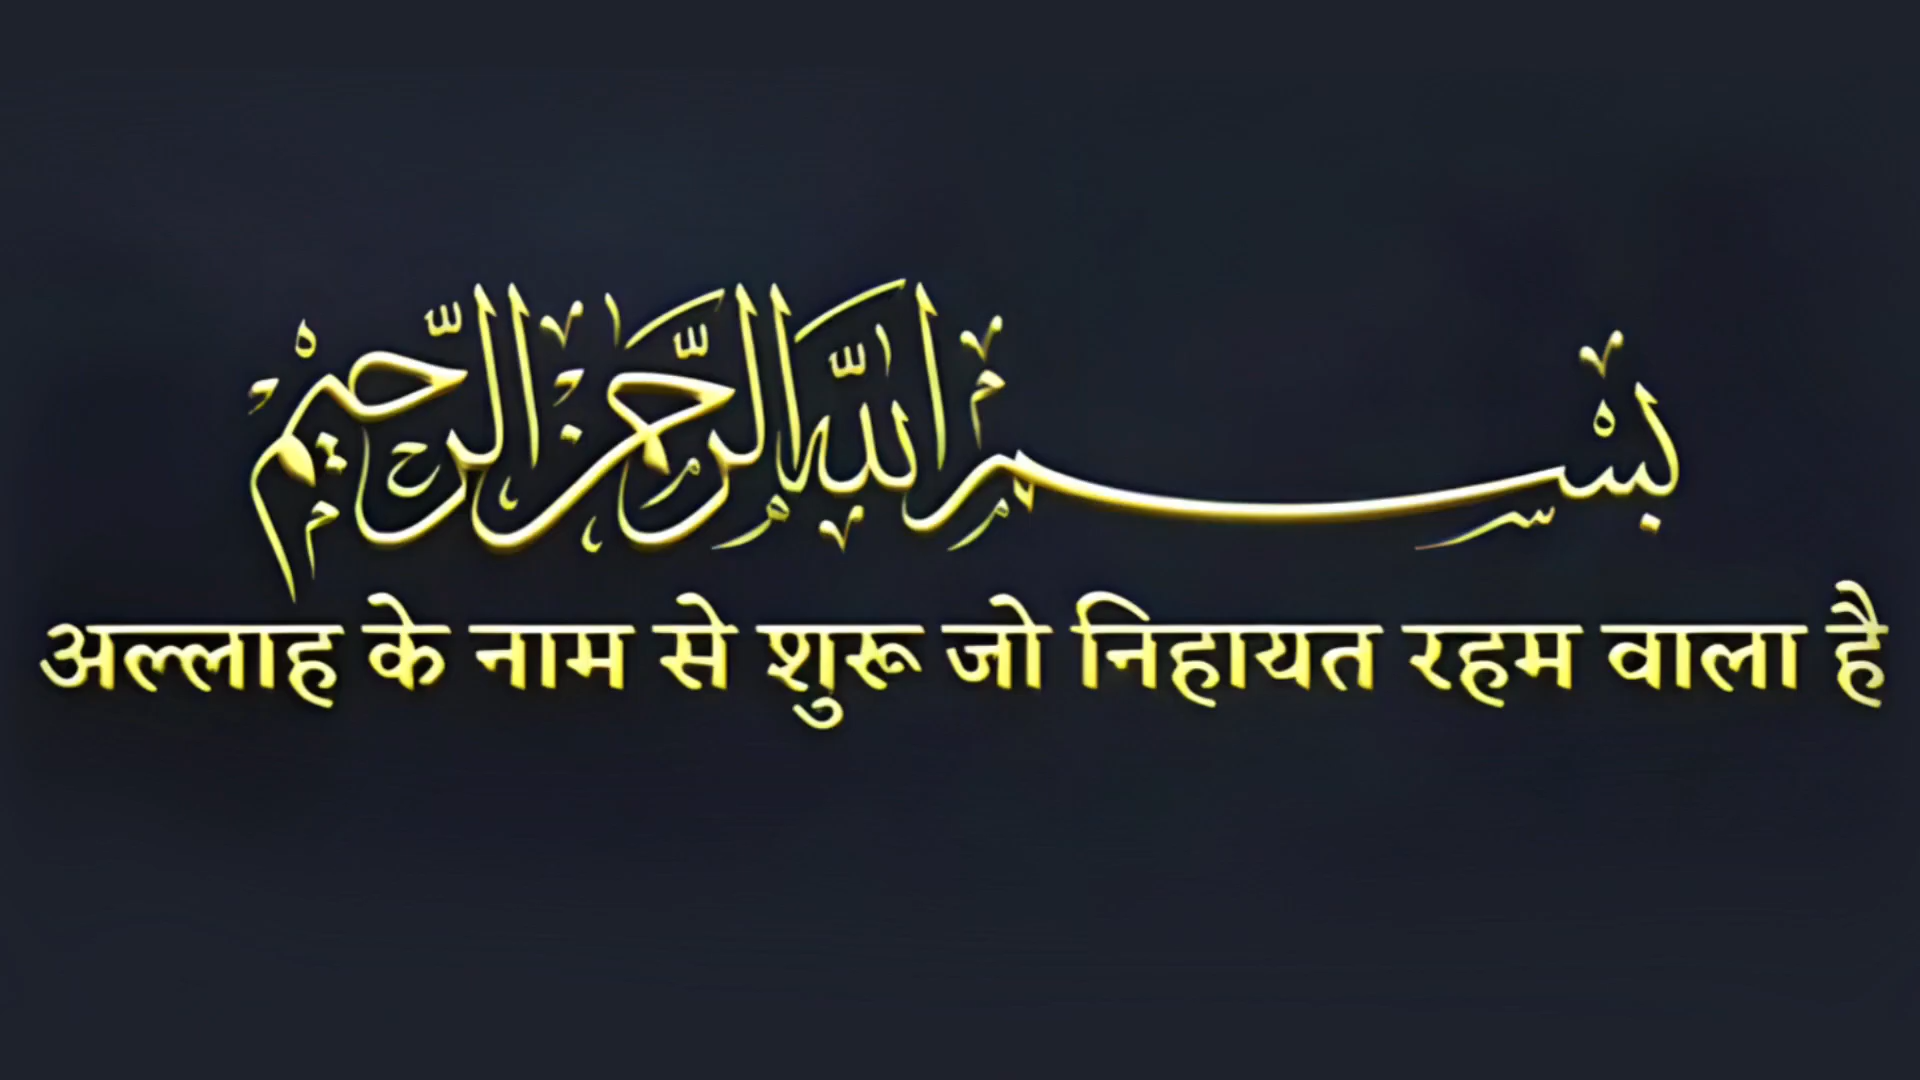 بسم الله الرحمن الرحيم
अल्लाह के नाम से शुरू जो निहायत रहम वाला है